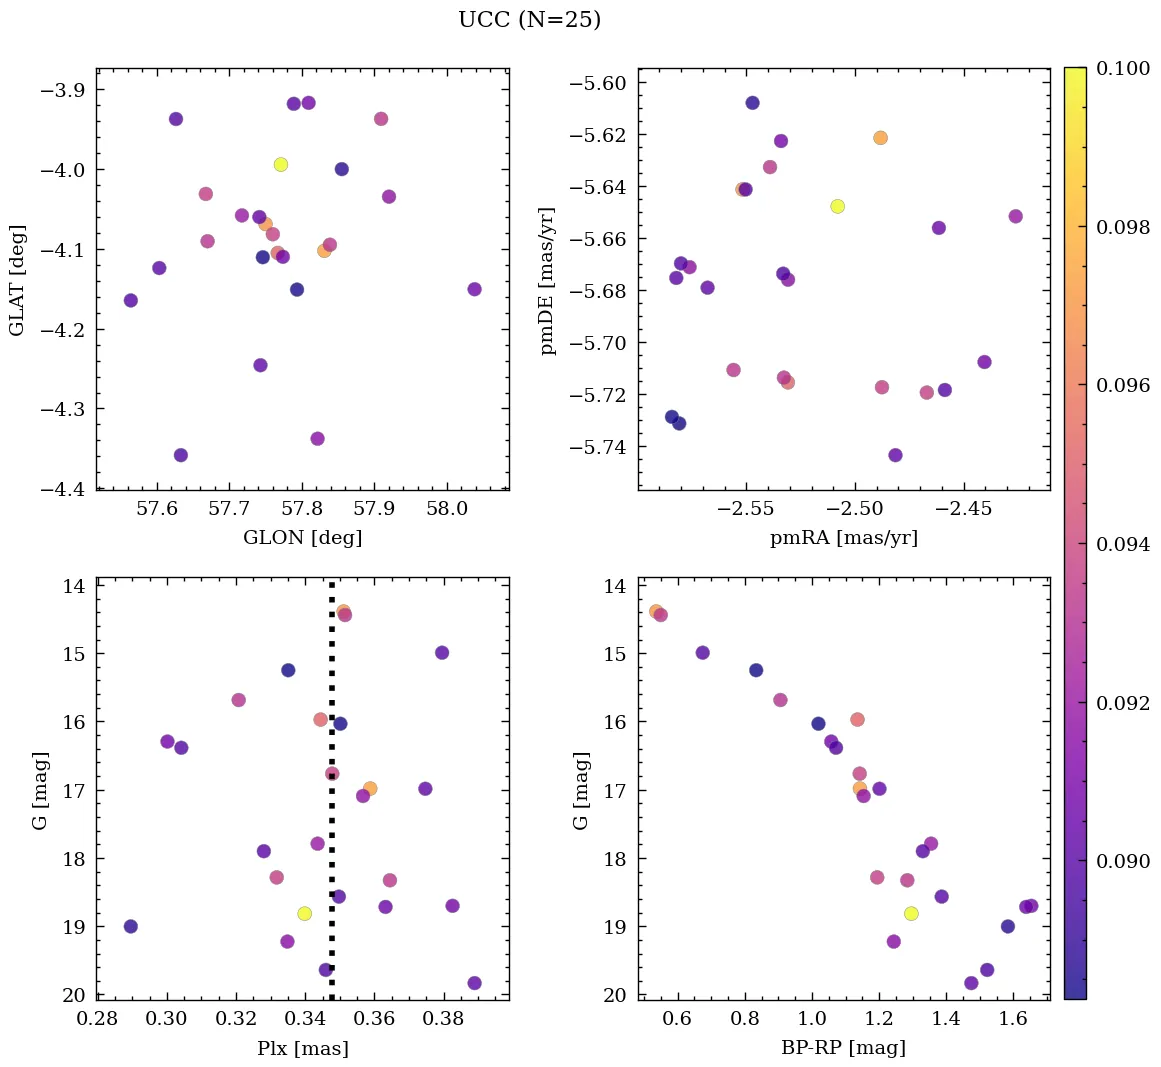 UCC (N=25)
−3.9
−4.0
−4.1
−4.2
−4.3
−4.4
GLAT [deg]
57.6 57.7 57.8 57.9 58.0
GLON [deg]
−5.60
−5.62
−5.64
−5.66
−5.68
−5.70
−5.72
−5.74
pmDE [mas/yr]
−2.55 −2.50 −2.45
pmRA [mas/yr]
14
15
16
17
18
19
20
G [mag]
0.28 0.30 0.32 0.34 0.36 0.38
Plx [mas]
14
15
16
17
18
19
20
G [mag]
0.6 0.8 1.0 1.2 1.4 1.6
BP-RP [mag]
0.100
0.098
0.096
0.094
0.092
0.090